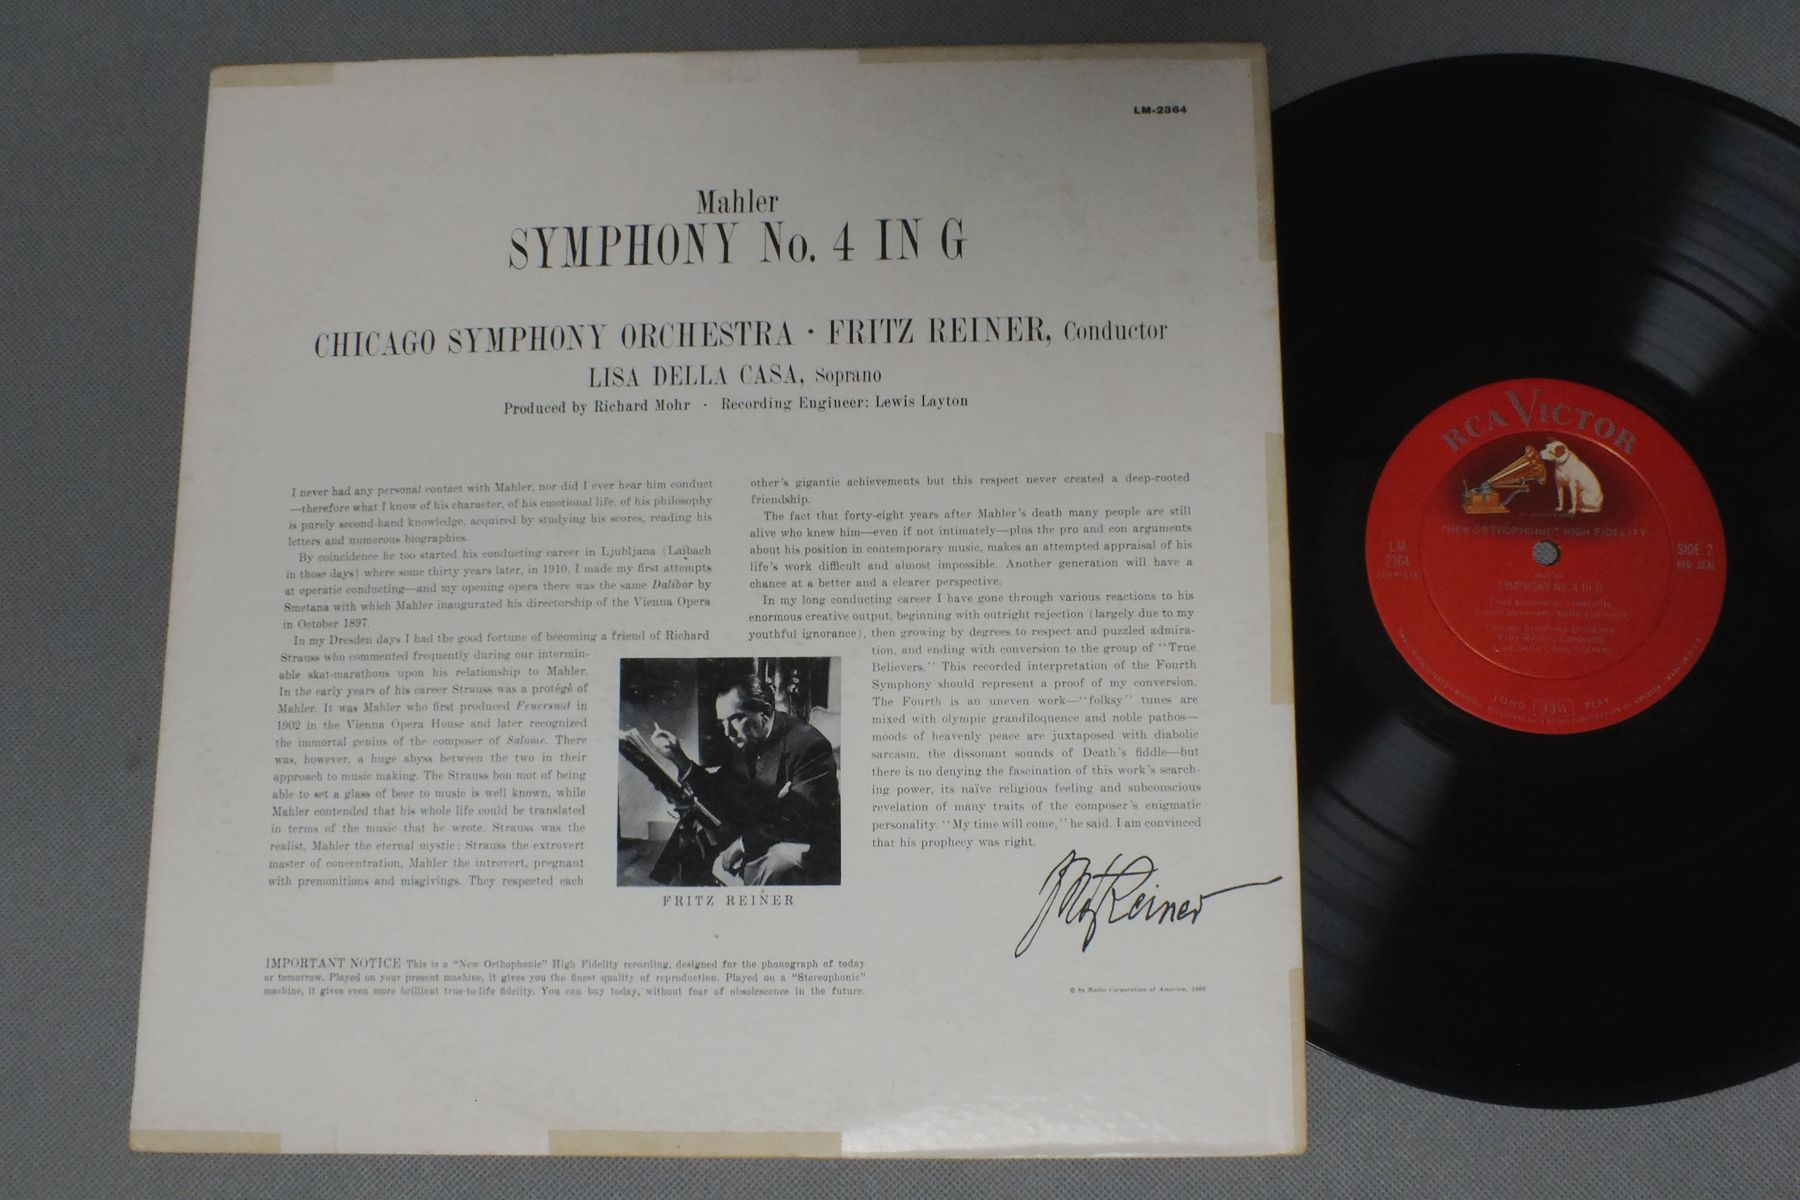 LM-2364
Mahler
SYMPHONY No. 4 IN G
CHICAGO SYMPHONY ORCHESTRA · FRITZ REINER, Conductor
LISA DELLA CASA, Soprano
Produced by Richard Mohr · Recording Engineer: Lewis Layton
I never had any personal contact with Mahler, nor did I ever hear him conduct
—therefore what I know of his character, of his emotional life, of his philosophy
is purely second-hand knowledge, acquired by studying his scores, reading his
letters and numerous biographies.
By coincidence he too started his conducting career in Ljubljana (Laibach
in those days) where some thirty years later, in 1910, I made my first attempts
at operatic conducting—and my opening opera there was the same Dalibor by
Smetana with which Mahler inaugurated his directorship of the Vienna Opera
in October 1897.
In my Dresden days I had the good fortune of becoming a friend of Richard
Strauss who commented frequently during our intermin-
able skat-marathons upon his relationship to Mahler.
In the early years of his career Strauss was a protégé of
Mahler. It was Mahler who first produced Feuersnot in
1902 in the Vienna Opera House and later recognized
the immortal genius of the composer of Salome. There
was, however, a huge abyss between the two in their
approach to music making. The Strauss bon mot of being
able to set a glass of beer to music is well known, while
Mahler contended that his whole life could be translated
in terms of the music that he wrote. Strauss was the
realist, Mahler the eternal mystic: Strauss the extrovert
master of concentration, Mahler the introvert, pregnant
with premonitions and misgivings. They respected each
other's gigantic achievements but this respect never created a deep-rooted
friendship.
The fact that forty-eight years after Mahler's death many people are still
alive who knew him—even if not intimately—plus the pro and con arguments
about his position in contemporary music, makes an attempted appraisal of his
life's work difficult and almost impossible. Another generation will have a
chance at a better and a clearer perspective.
In my long conducting career I have gone through various reactions to his
enormous creative output, beginning with outright rejection (largely due to my
youthful ignorance), then growing by degrees to respect and puzzled admira-
tion, and ending with conversion to the group of "True
Believers." This recorded interpretation of the Fourth
Symphony should represent a proof of my conversion.
The Fourth is an uneven work—"folksy" tunes are
mixed with olympic grandiloquence and noble pathos—
moods of heavenly peace are juxtaposed with diabolic
sarcasm, the dissonant sounds of Death's fiddle—but
there is no denying the fascination of this work's search-
ing power, its naïve religious feeling and subconscious
revelation of many traits of the composer's enigmatic
personality. "My time will come," he said. I am convinced
that his prophecy was right.
Fritz Reiner
FRITZ REINER
IMPORTANT NOTICE This is a "New Orthophonic" High Fidelity recording, designed for the phonograph of today
or tomorrow. Played on your present machine, it gives you the finest quality of reproduction. Played on a "Stereophonic"
machine, it gives even more brilliant true-to-life fidelity. You can buy today, without fear of obsolescence in the future.
© by Radio Corporation of America,
RCA VICTOR
"NEW ORTHOPHONIC" HIGH FIDELITY
LM
2364
SIDE 2
RED SEAL
SYMPHONY No. 4 IN G
Chicago Symphony Orchestra
Fritz Reiner, Conductor
Lisa Della Casa, Soprano
LONG 33⅓ PLAY